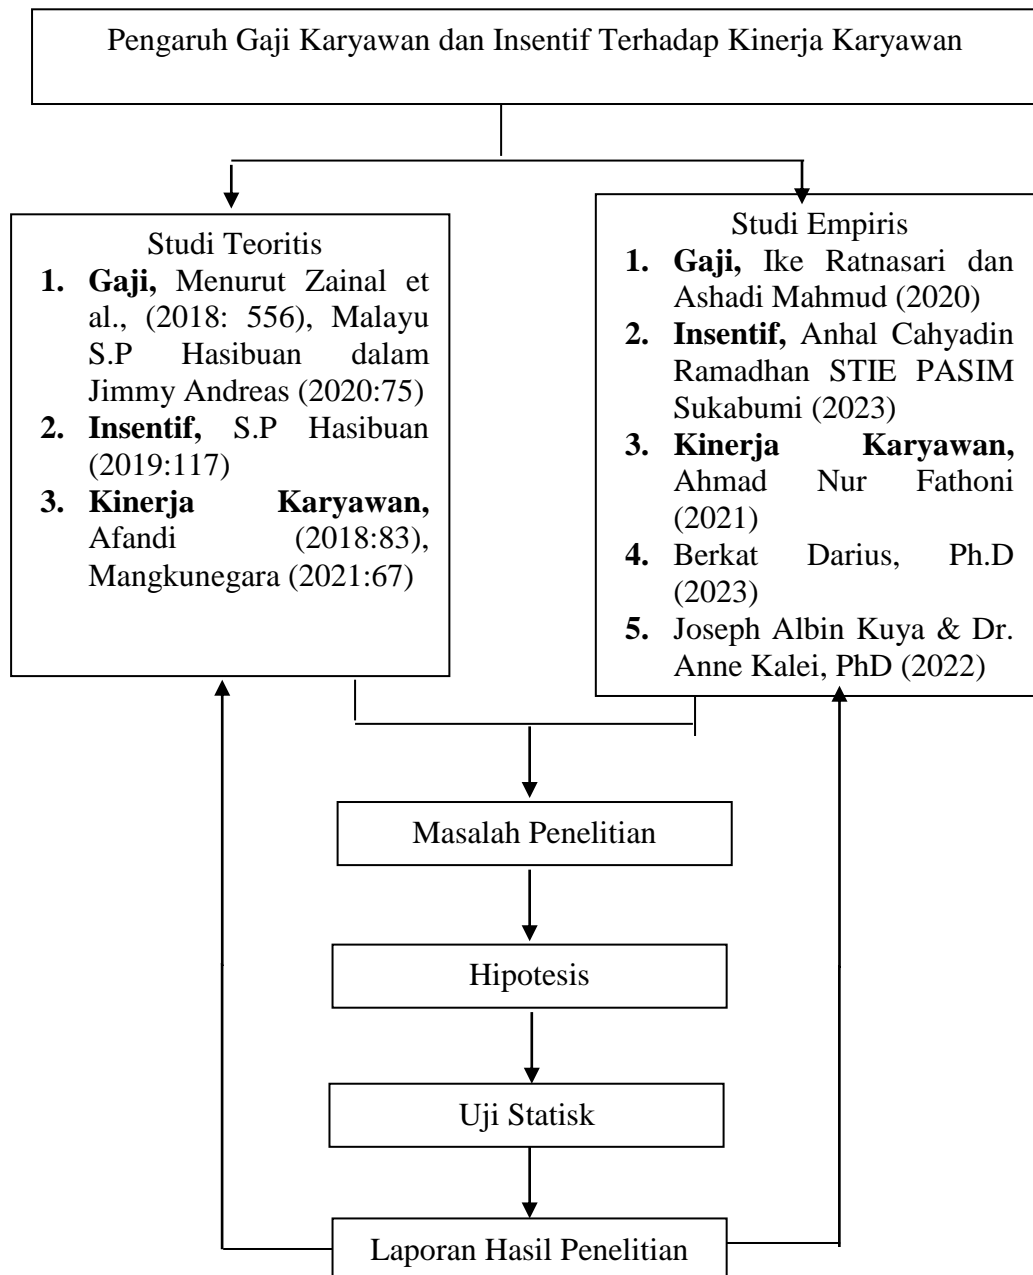 Pengaruh Gaji Karyawan dan Insentif Terhadap Kinerja Karyawan
Studi Teoritis
1. Gaji, Menurut Zainal et
al., (2018: 556), Malayu
S.P Hasibuan dalam
Jimmy Andreas (2020:75)
2. Insentif, S.P Hasibuan
(2019:117)
3. Kinerja Karyawan,
Afandi (2018:83),
Mangkunegara (2021:67)
Studi Empiris
1. Gaji, Ike Ratnasari dan
Ashadi Mahmud (2020)
2. Insentif, Anhal Cahyadin
Ramadhan STIE PASIM
Sukabumi (2023)
3. Kinerja Karyawan,
Ahmad Nur Fathoni
(2021)
4. Berkat Darius, Ph.D
(2023)
5. Joseph Albin Kuya & Dr.
Anne Kalei, PhD (2022)
Masalah Penelitian
Hipotesis
Uji Statisk
Laporan Hasil Penelitian